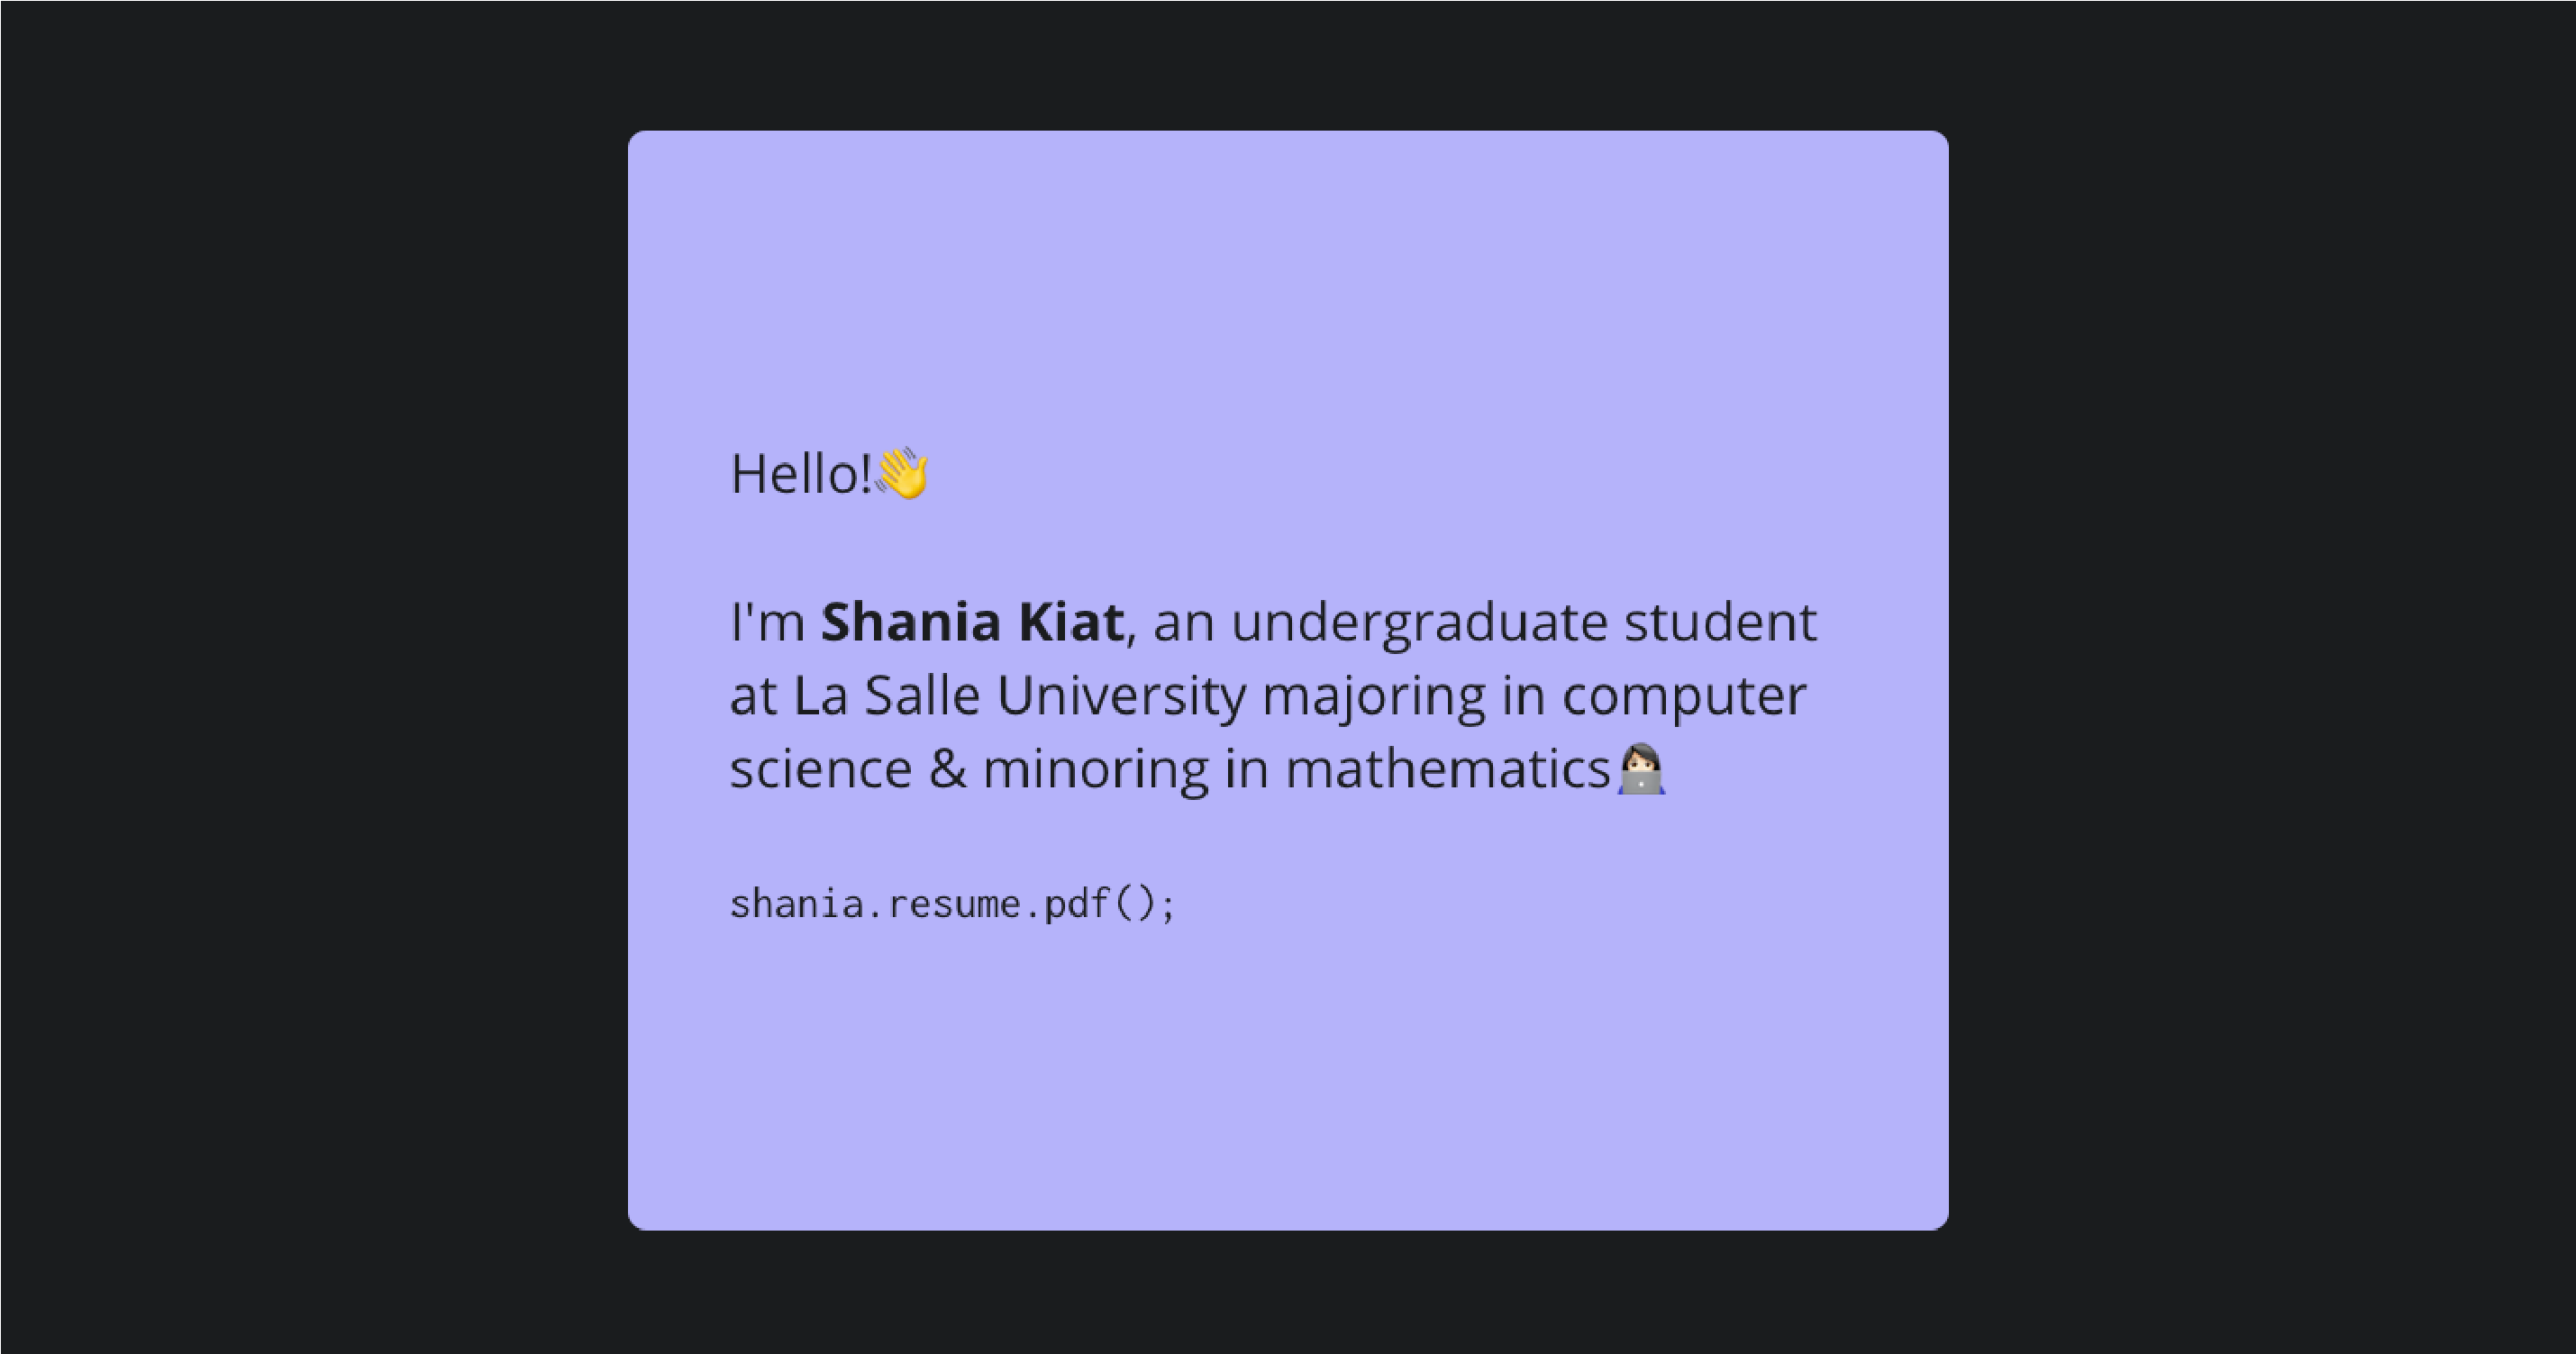 Hello!👋
I'm Shania Kiat, an undergraduate student
at La Salle University majoring in computer
science & minoring in mathematics👩🏻‍💻
shania.resume.pdf();